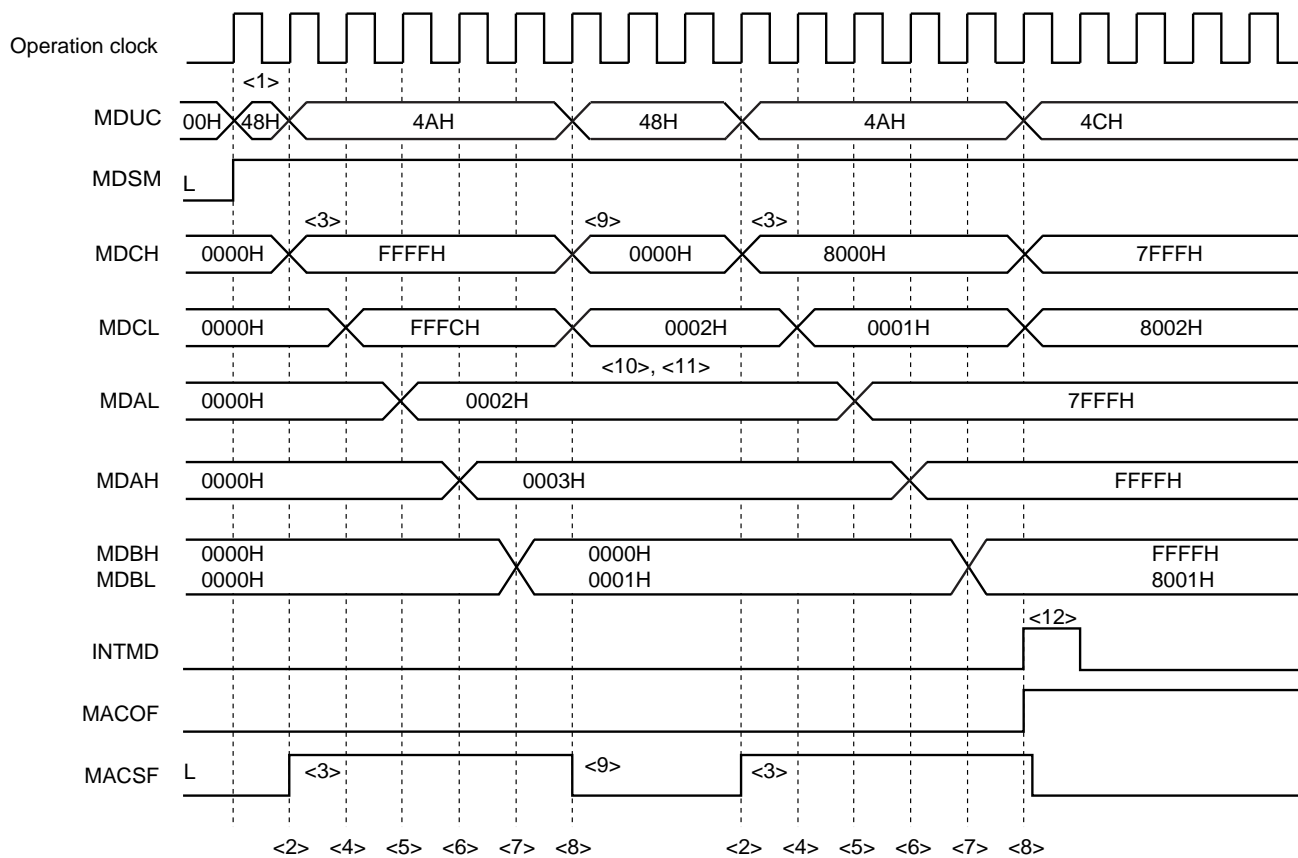 Operation clock
<1>
MDUC 00H 48H 4AH 48H 4AH 4CH
MDSM L
<3> <9> <3>
MDCH 0000H FFFFH 0000H 8000H 7FFFH
MDCL 0000H FFFCH 0002H 0001H 8002H
<10>, <11>
MDAL 0000H 0002H 7FFFH
MDAH 0000H 0003H FFFFH
MDBH 0000H 0000H FFFFH
MDBL 0000H 0001H 8001H
<12>
INTMD
MACOF
MACSF L <3> <9> <3>
<2> <4> <5> <6> <7> <8> <2> <4> <5> <6> <7> <8>